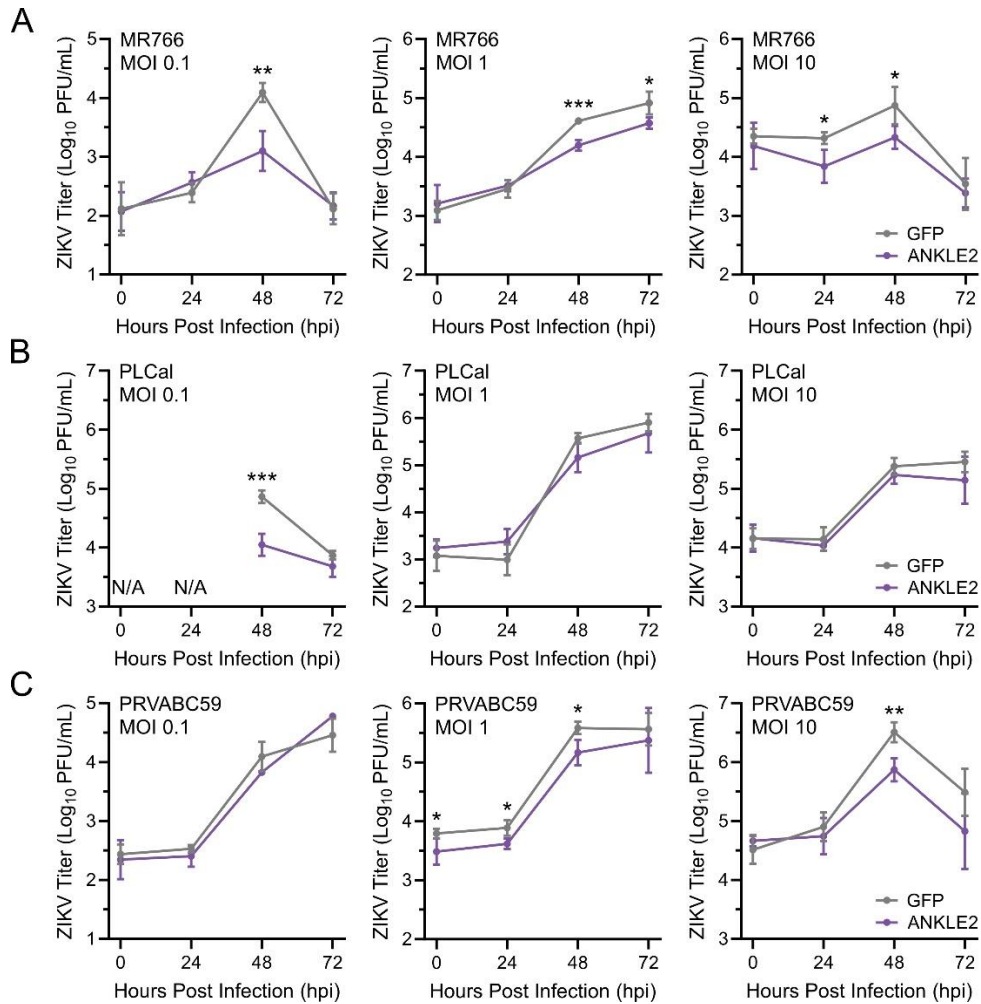 A
MR766
MOI 0.1
ZIKV Titer (Log10 PFU/mL)
5
4
3
2
1
**
0 24 48 72
Hours Post Infection (hpi)
MR766
MOI 1
ZIKV Titer (Log10 PFU/mL)
6
5
4
3
2
***
*
0 24 48 72
Hours Post Infection (hpi)
MR766
MOI 10
ZIKV Titer (Log10 PFU/mL)
6
5
4
3
2
*
*
GFP
ANKLE2
0 24 48 72
Hours Post Infection (hpi)
B
PLCal
MOI 0.1
ZIKV Titer (Log10 PFU/mL)
7
6
5
4
3
***
N/A N/A
0 24 48 72
Hours Post Infection (hpi)
PLCal
MOI 1
ZIKV Titer (Log10 PFU/mL)
7
6
5
4
3
2
0 24 48 72
Hours Post Infection (hpi)
PLCal
MOI 10
ZIKV Titer (Log10 PFU/mL)
7
6
5
4
3
GFP
ANKLE2
0 24 48 72
Hours Post Infection (hpi)
C
PRVABC59
MOI 0.1
ZIKV Titer (Log10 PFU/mL)
5
4
3
2
1
0 24 48 72
Hours Post Infection (hpi)
PRVABC59
MOI 1
ZIKV Titer (Log10 PFU/mL)
6
5
4
3
2
*
*
*
0 24 48 72
Hours Post Infection (hpi)
PRVABC59
MOI 10
ZIKV Titer (Log10 PFU/mL)
7
6
5
4
3
2
**
GFP
ANKLE2
0 24 48 72
Hours Post Infection (hpi)